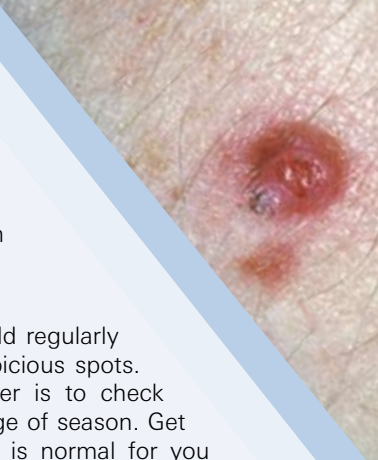 ld regularly
picious spots.
er is to check
ge of season. Get
is normal for you